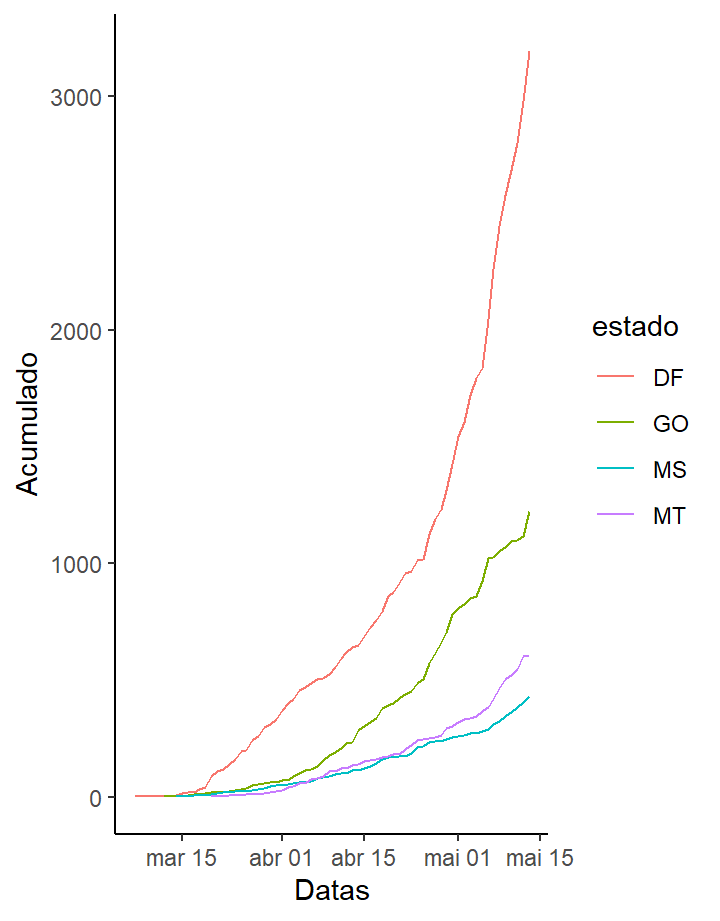 3000
2000
1000
0
Acumulado
mar 15
abr 01
abr 15
mai 01
mai 15
Datas
estado
DF
GO
MS
MT